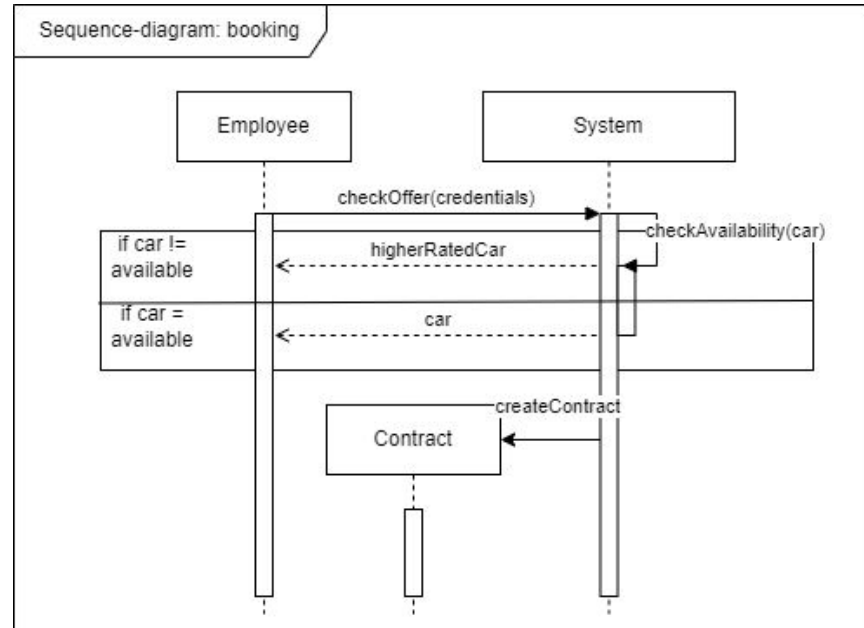 Sequence-diagram: booking
Employee
System
checkOffer(credentials)
checkAvailability(car)
if car !=
available
higherRatedCar
if car =
available
car
createContract
Contract